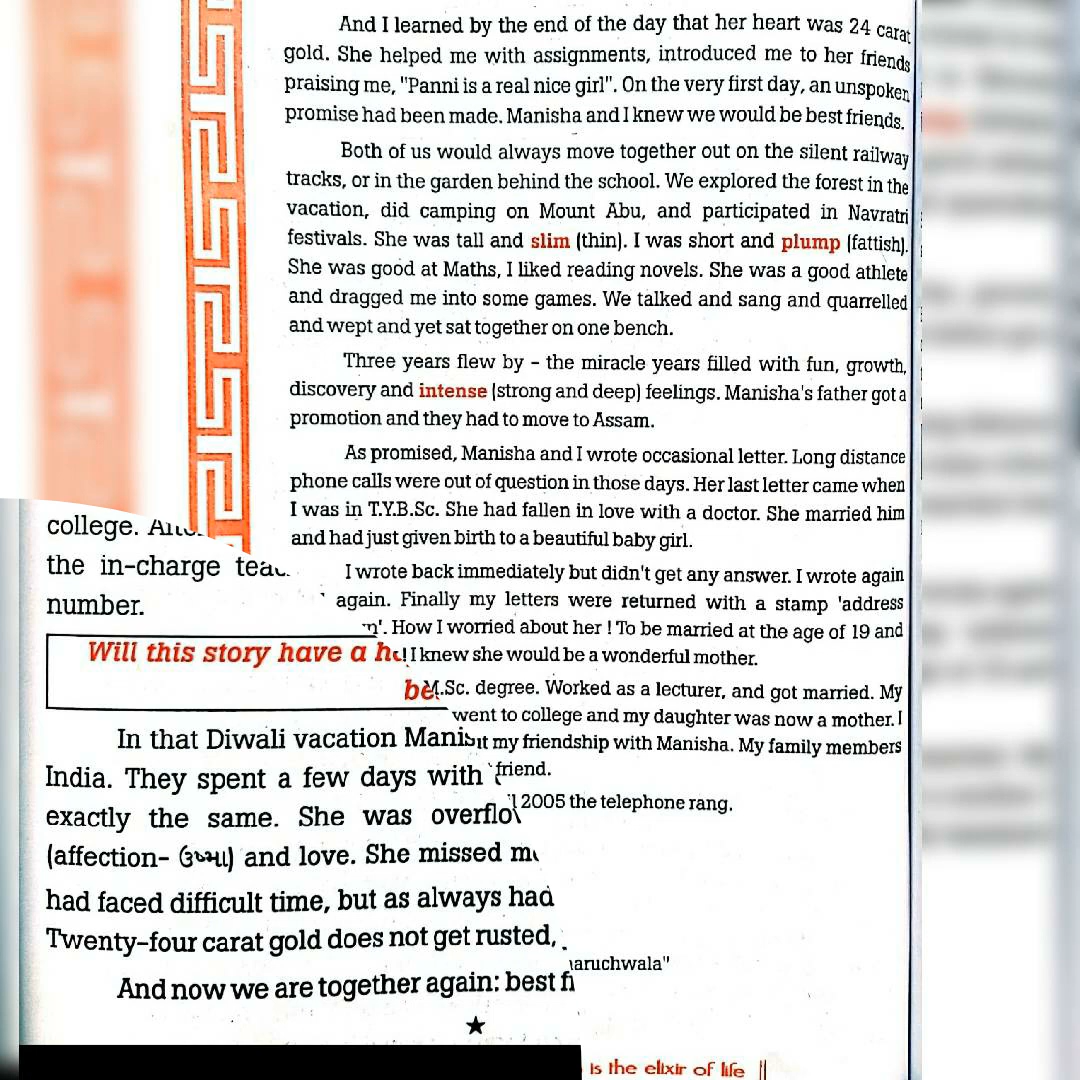 And I learned by the end of the day that her heart was 24 carat
gold. She helped me with assignments, introduced me to her friends
praising me, "Panni is a real nice girl". On the very first day, an unspoken
promise had been made. Manisha and I knew we would be best friends.
Both of us would always move together out on the silent railway
tracks, or in the garden behind the school. We explored the forest in the
vacation, did camping on Mount Abu, and participated in Navratri
festivals. She was tall and slim (thin). I was short and plump (fattish).
She was good at Maths, I liked reading novels. She was a good athlete
and dragged me into some games. We talked and sang and quarrelled
and wept and yet sat together on one bench.
Three years flew by – the miracle years filled with fun, growth,
discovery and intense (strong and deep) feelings. Manisha's father got a
promotion and they had to move to Assam.
As promised, Manisha and I wrote occasional letter. Long distance
phone calls were out of question in those days. Her last letter came when
I was in T.Y.B.Sc. She had fallen in love with a doctor. She married him
and had just given birth to a beautiful baby girl.
I wrote back immediately but didn't get any answer. I wrote again
again. Finally my letters were returned with a stamp 'address
How I worried about her ! To be married at the age of 19 and
I knew she would be a wonderful mother.
degree. Worked as a lecturer, and got married. My
went to college and my daughter was now a mother. I
my friendship with Manisha. My family members
friend.
2005 the telephone rang.
college.
the in-charge
number.
Will this story have a
In that Diwali vacation
India. They spent a few days with
exactly the same. She was
(affection- ઉષ્મા) and love. She missed
had faced difficult time, but as always had
Twenty-four carat gold does not get rusted,
And now we are together again: best
is the elixir of life ||